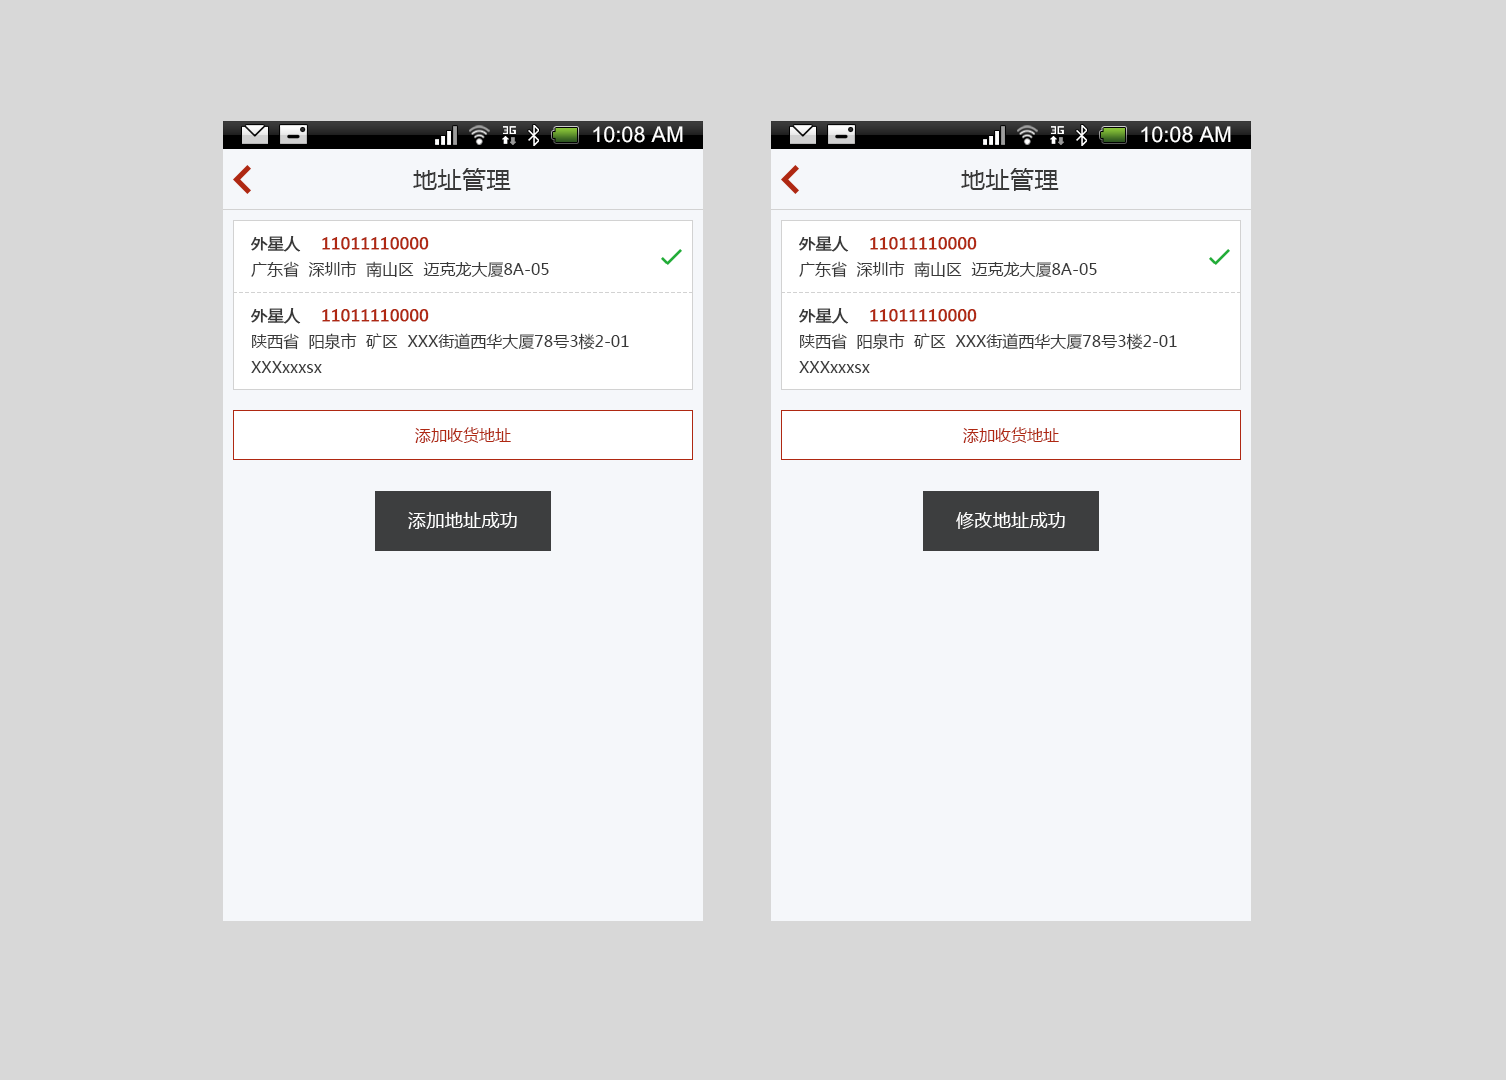 3G 10:08 AM
地址管理
外星人 11011110000
广东省 深圳市 南山区 迈克龙大厦8A-05
外星人 11011110000
陕西省 阳泉市 矿区 XXX街道西华大厦78号3楼2-01
XXXxxxsx
添加收货地址
添加地址成功
3G 10:08 AM
地址管理
外星人 11011110000
广东省 深圳市 南山区 迈克龙大厦8A-05
外星人 11011110000
陕西省 阳泉市 矿区 XXX街道西华大厦78号3楼2-01
XXXxxxsx
添加收货地址
修改地址成功